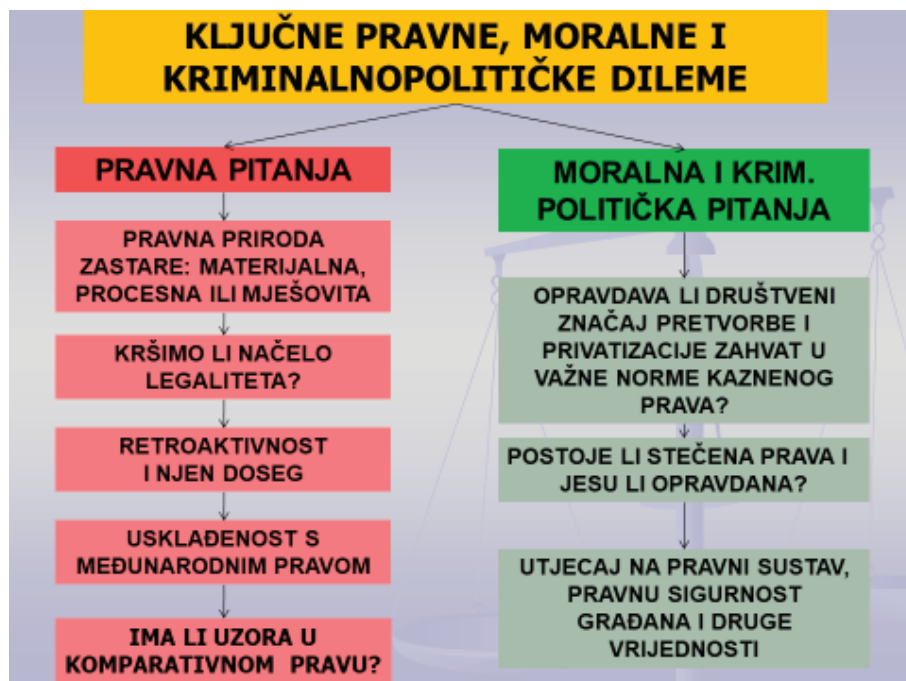 KLJUČNE PRAVNE, MORALNE I
KRIMINALNOPOLITIČKE DILEME
PRAVNA PITANJA
PRAVNA PRIRODA
ZASTARE: MATERIJALNA,
PROCESNA ILI MJEŠOVITA
KRŠIMO LI NAČELO
LEGALITETA?
RETROAKTIVNOST
I NJEN DOSEG
USKLAĐENOST S
MEĐUNARODNIM PRAVOM
IMA LI UZORA U
KOMPARATIVNOM PRAVU?
MORALNA I KRIM.
POLITIČKA PITANJA
OPRAVDAVA LI DRUŠTVENI
ZNAČAJ PRETVORBE I
PRIVATIZACIJE ZAHVAT U
VAŽNE NORME KAZNENOG
PRAVA?
POSTOJE LI STEČENA PRAVA I
JESU LI OPRAVDANA?
UTJECAJ NA PRAVNI SUSTAV,
PRAVNU SIGURNOST
GRAĐANA I DRUGE
VRIJEDNOSTI